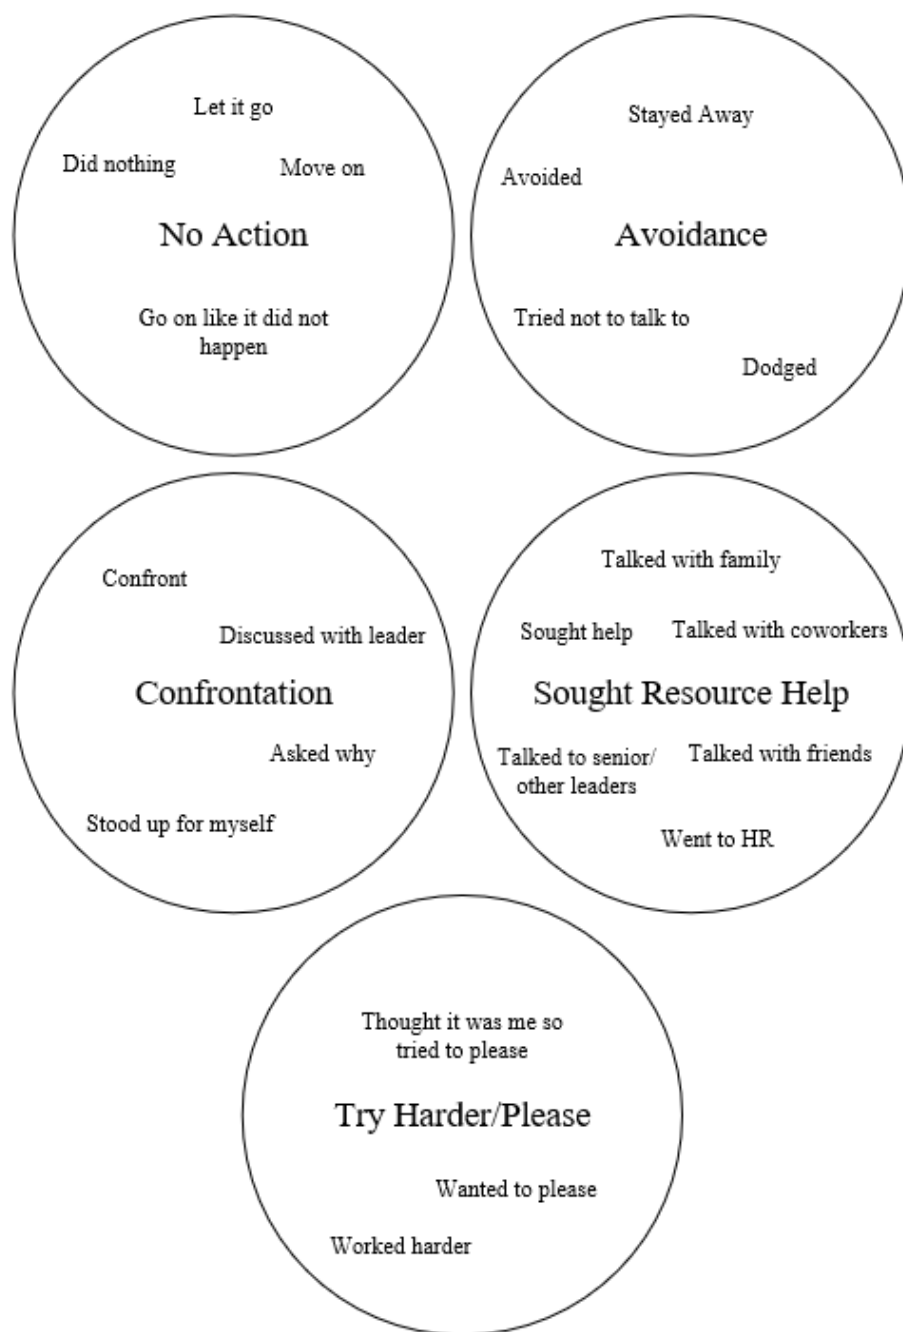 Let it go
Did nothing
Move on
No Action
Go on like it did not
happen
Stayed Away
Avoided
Avoidance
Tried not to talk to
Dodged
Confront
Discussed with leader
Confrontation
Asked why
Stood up for myself
Talked with family
Sought help
Talked with coworkers
Sought Resource Help
Talked to senior/
other leaders
Talked with friends
Went to HR
Thought it was me so
tried to please
Try Harder/Please
Wanted to please
Worked harder